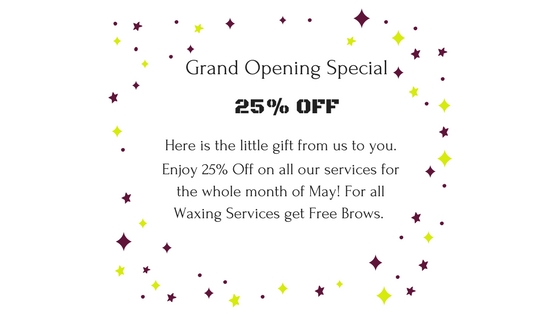 Grand Opening Special
25% OFF
Here is the little gift from us to you.
Enjoy 25% Off on all our services for
the whole month of May! For all
Waxing Services get Free Brows.